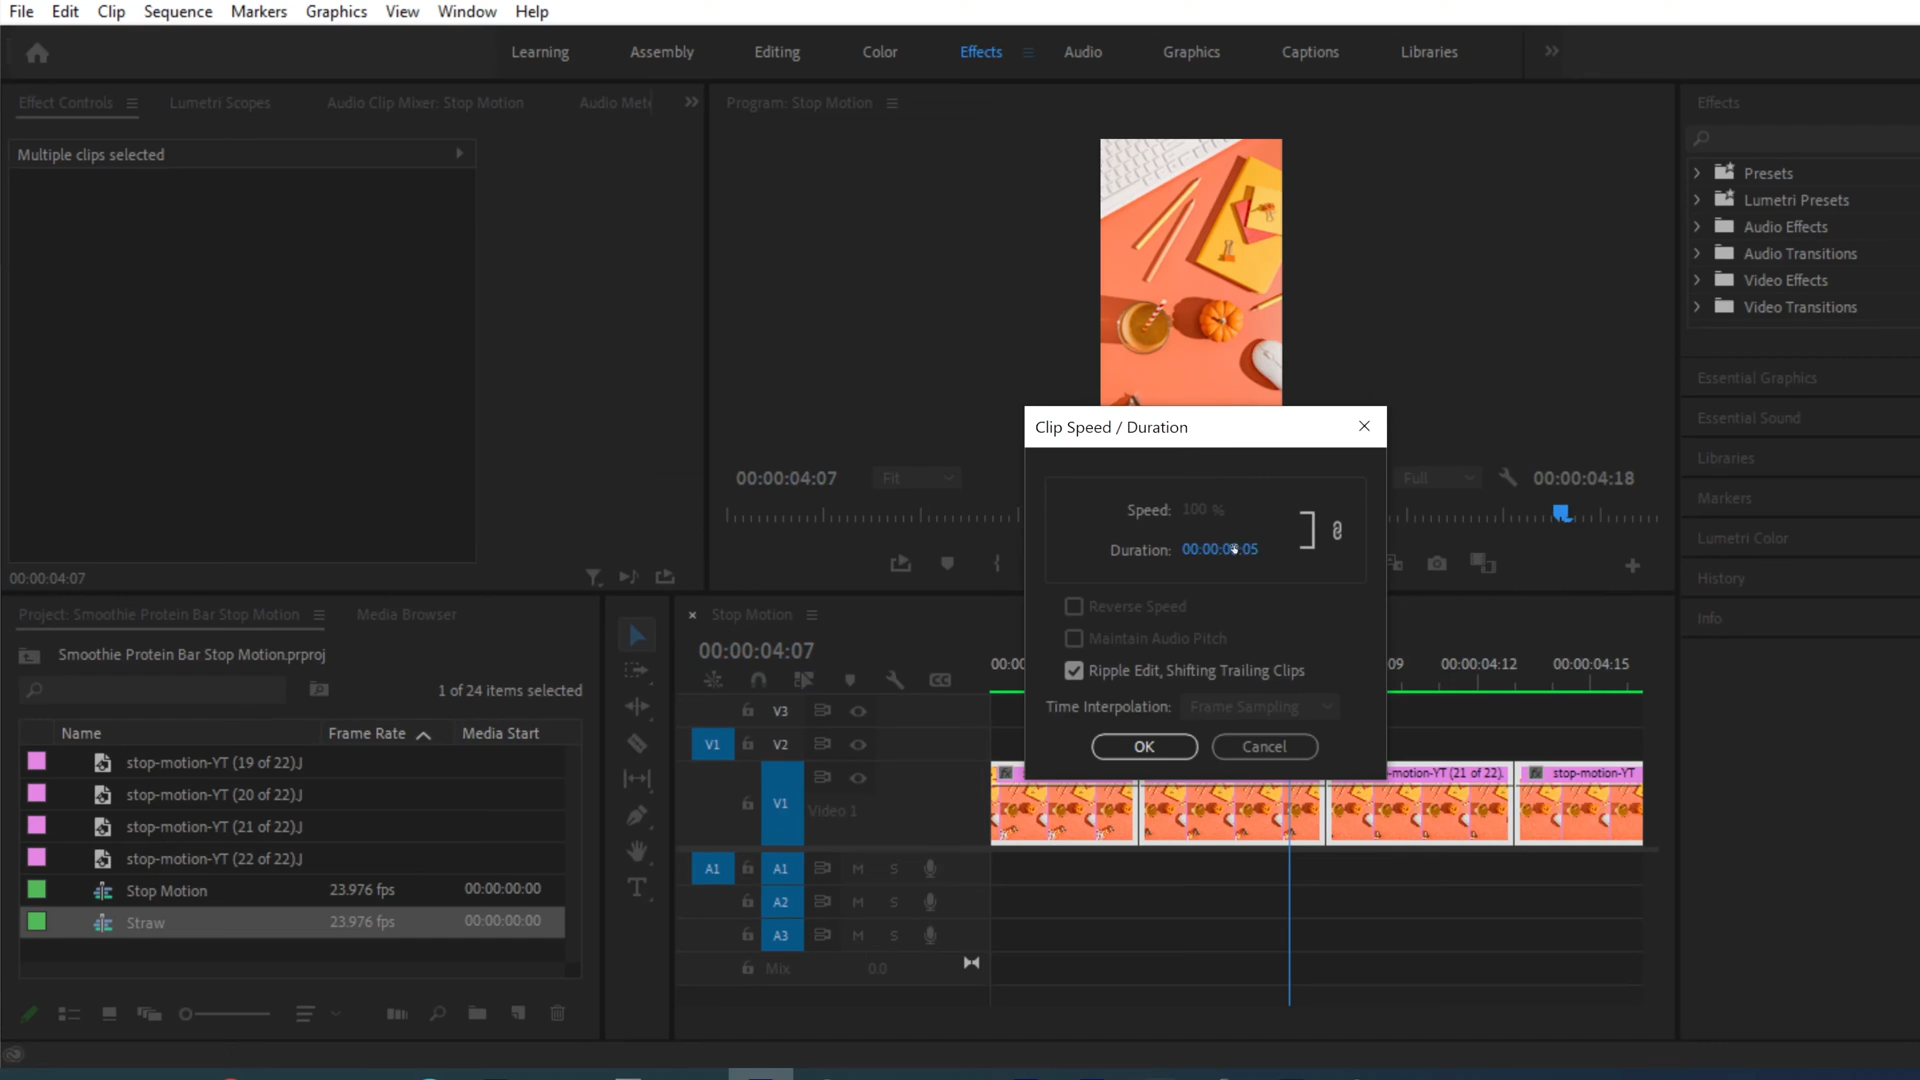 File Edit Clip Sequence Markers Graphics View Window Help
Learning Assembly Editing Color Effects Audio Graphics Captions Libraries
Effect Controls Lumetri Scopes Audio Clip Mixer: Stop Motion Audio
Program: Stop Motion
Effects
Multiple clips selected
Presets
Lumetri Presets
Audio Effects
Audio Transitions
Video Effects
Video Transitions
Essential Graphics
Essential Sound
Libraries
Markers
Lumetri Color
History
Info
Clip Speed / Duration
00:00:04:07 Fit
Full 00:00:04:18
Speed: 100 %
Duration:
Reverse Speed
Maintain Audio Pitch
Ripple Edit, Shifting Trailing Clips
Time Interpolation: Frame Sampling
OK Cancel
00:00:04:07
Project: Smoothie Protein Bar Stop Motion Media Browser
Smoothie Protein Bar Stop Motion.prproj
1 of 24 items selected
Name Frame Rate Media Start
stop-motion-YT (19 of 22).J
stop-motion-YT (20 of 22).J
stop-motion-YT (21 of 22).J
stop-motion-YT (22 of 22).J
Stop Motion 23.976 fps 00:00:00:00
Straw 23.976 fps 00:00:00:00
Stop Motion
00:00:04:07
00:00:04:12 00:00:04:15
CC
V3
V1 V2
V1
Video 1
-motion-YT (21 of 22). fx stop-motion-YT
A1 A1 M S
A2 M S
A3 M S
Mix 0.0